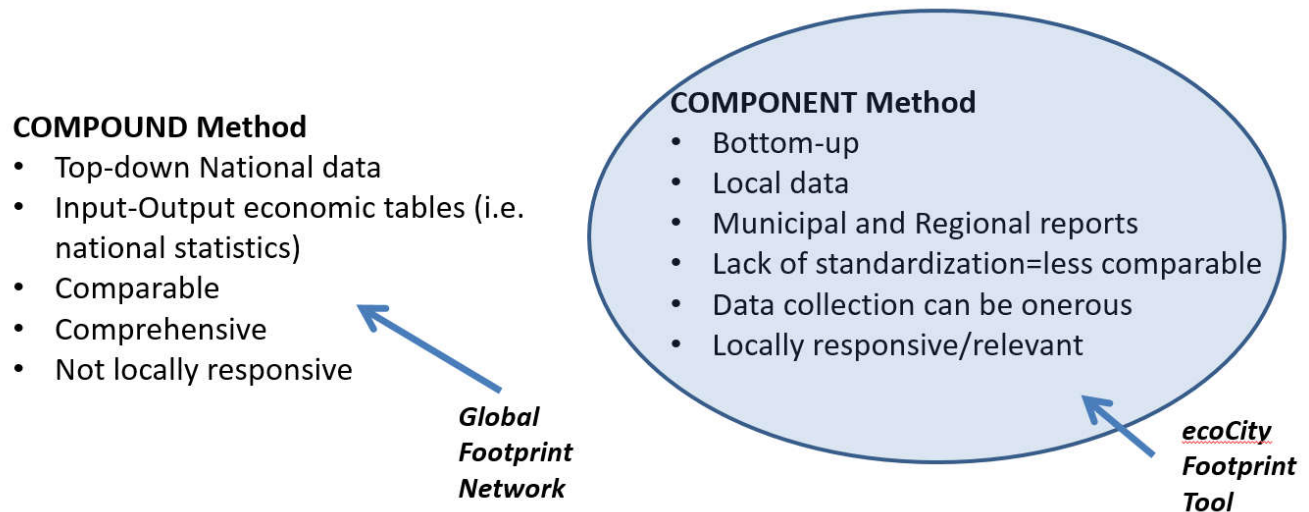 COMPOUND Method
• Top-down National data
• Input-Output economic tables (i.e.
national statistics)
• Comparable
• Comprehensive
• Not locally responsive
Global
Footprint
Network
COMPONENT Method
• Bottom-up
• Local data
• Municipal and Regional reports
• Lack of standardization=less comparable
• Data collection can be onerous
• Locally responsive/relevant
ecoCity
Footprint
Tool